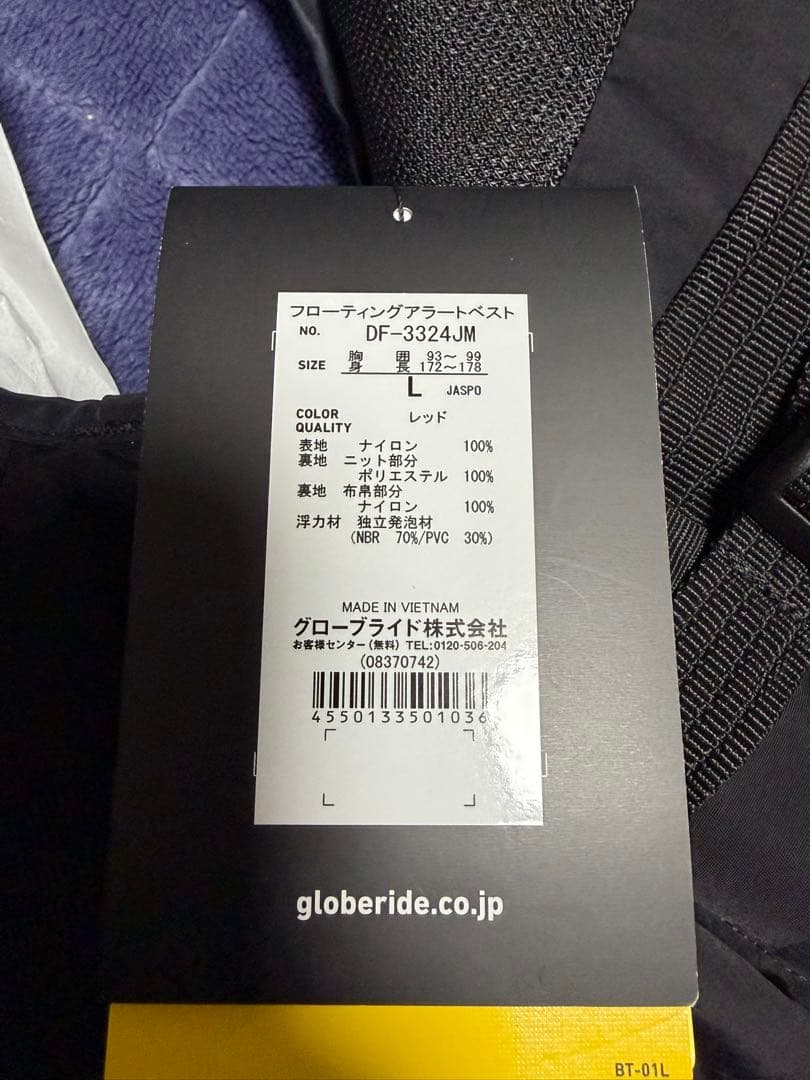 フローティングアラートベスト
NO. DF-3324JM
SIZE 胸 囲 93～ 99
身 長 172～178
L JASPO
COLOR レッド
QUALITY
表地 ナイロン 100%
裏地 ニット部分
ポリエステル 100%
裏地 布帛部分
ナイロン 100%
浮力材 独立発泡材
(NBR 70%/PVC 30%)
MADE IN VIETNAM
グローブライド株式会社
お客様センター(無料) TEL:0120-506-204
(08370742)
4550133501036
globeride.co.jp
BT-01L